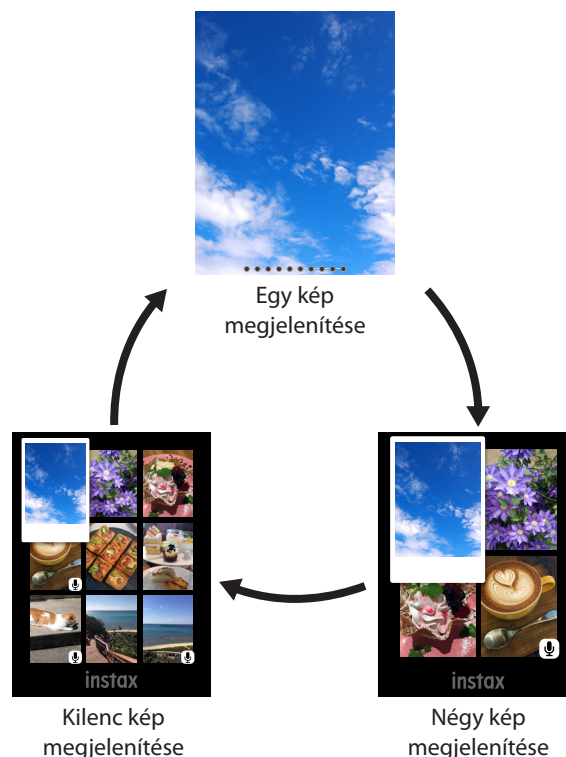 Egy kép
megjelenítése
instax
Kilenc kép
megjelenítése
instax
Négy kép
megjelenítése